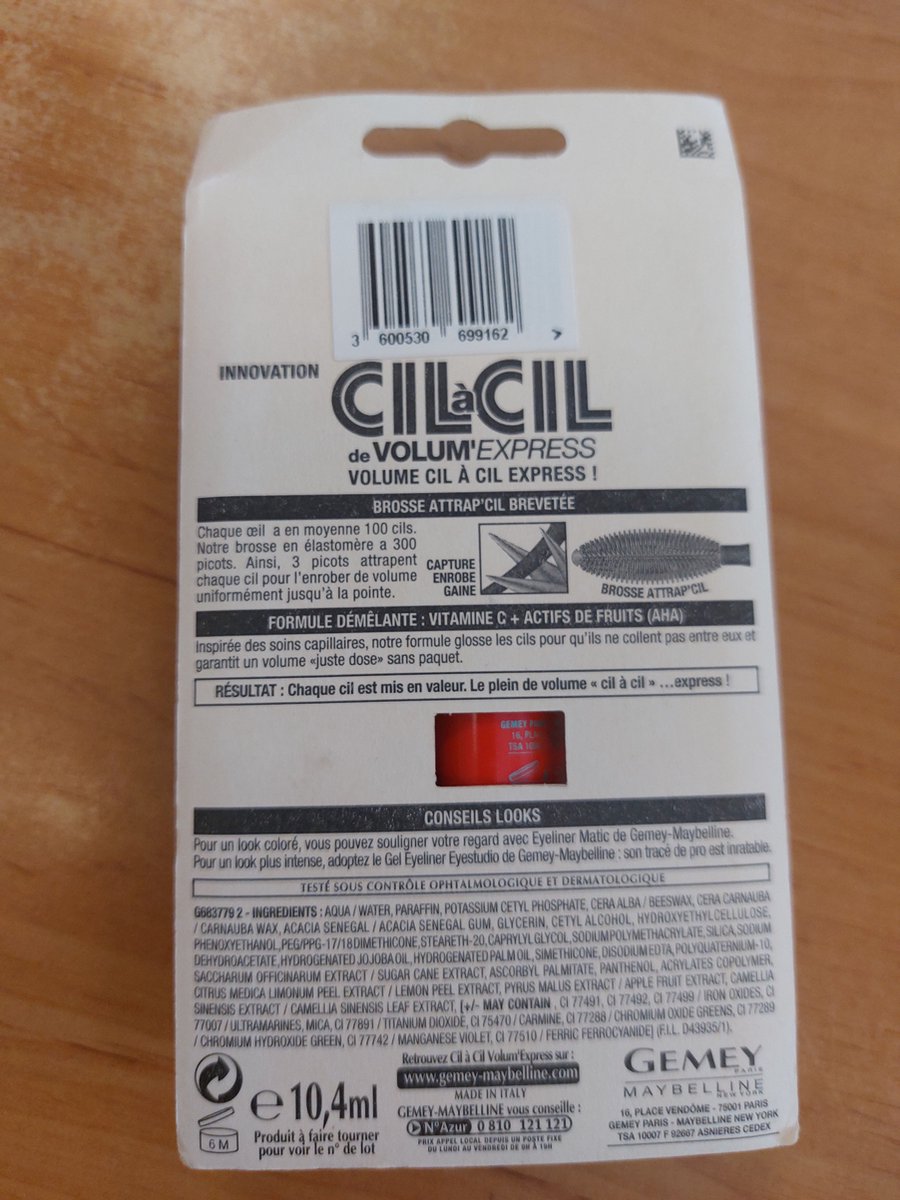 3 600530 699162 >
INNOVATION
CIL à CIL
de VOLUM'EXPRESS
VOLUME CIL À CIL EXPRESS !
BROSSE ATTRAP'CIL BREVETÉE
Chaque œil a en moyenne 100 cils.
Notre brosse en élastomère a 300
picots. Ainsi, 3 picots attrapent
chaque cil pour l'enrober de volume
uniformément jusqu'à la pointe.
CAPTURE
ENROBE
GAINE
BROSSE ATTRAP'CIL
FORMULE DÉMÊLANTE : VITAMINE C + ACTIFS DE FRUITS (AHA)
Inspirée des soins capillaires, notre formule glosse les cils pour qu'ils ne collent pas entre eux et
garantit un volume «juste dose» sans paquet.
RÉSULTAT : Chaque cil est mis en valeur. Le plein de volume « cil à cil » ...express !
GEMEY
16,
TSA
CONSEILS LOOKS
Pour un look coloré, vous pouvez souligner votre regard avec Eyeliner Matic de Gemey-Maybelline.
Pour un look plus intense, adoptez le Gel Eyeliner Eyestudio de Gemey-Maybelline : son tracé de pro est inratable.
TESTÉ SOUS CONTRÔLE OPHTALMOLOGIQUE ET DERMATOLOGIQUE
G683779 2 - INGREDIENTS : AQUA / WATER, PARAFFIN, POTASSIUM CETYL PHOSPHATE, CERA ALBA / BEESWAX, CERA CARNAUBA
/ CARNAUBA WAX, ACACIA SENEGAL / ACACIA SENEGAL GUM, GLYCERIN, CETYL ALCOHOL, HYDROXYETHYLCELLULOSE,
PHENOXYETHANOL, PEG/PPG-17/18 DIMETHICONE, STEARETH-20, CAPRYLYL GLYCOL, SODIUM POLYMETHACRYLATE, SILICA, SODIUM
DEHYDROACETATE, HYDROGENATED JOJOBA OIL, HYDROGENATED PALM OIL, SIMETHICONE, DISODIUM EDTA, POLYQUATERNIUM-10,
SACCHARUM OFFICINARUM EXTRACT / SUGAR CANE EXTRACT, ASCORBYL PALMITATE, PANTHENOL, ACRYLATES COPOLYMER,
CITRUS MEDICA LIMONUM PEEL EXTRACT / LEMON PEEL EXTRACT, PYRUS MALUS EXTRACT / APPLE FRUIT EXTRACT, CAMELLIA
SINENSIS EXTRACT / CAMELLIA SINENSIS LEAF EXTRACT, [+/- MAY CONTAIN . CI 77491, CI 77492, CI 77499 / IRON OXIDES, CI
77007 / ULTRAMARINES, MICA, CI 77891 / TITANIUM DIOXIDE, CI 75470 / CARMINE, CI 77288 / CHROMIUM OXIDE GREENS, CI 77289
/ CHROMIUM HYDROXIDE GREEN, CI 77742 / MANGANESE VIOLET, CI 77510 / FERRIC FERROCYANIDE] (F.I.L. D43935/1).
6 M
℮ 10,4ml
Produit à faire tourner
pour voir le n° de lot
Retrouvez Cil à Cil Volum'Express sur :
www.gemey-maybelline.com
MADE IN ITALY
GEMEY-MAYBELLINE vous conseille :
N°Azur 0 810 121 121
PRIX APPEL LOCAL DEPUIS UN POSTE FIXE
DU LUNDI AU VENDREDI DE 9H À 19H
GEMEY
PARIS
MAYBELLINE
NEW YORK
16, PLACE VENDÔME - 75001 PARIS
GEMEY PARIS - MAYBELLINE NEW YORK
TSA 10007 F 92667 ASNIERES CEDEX